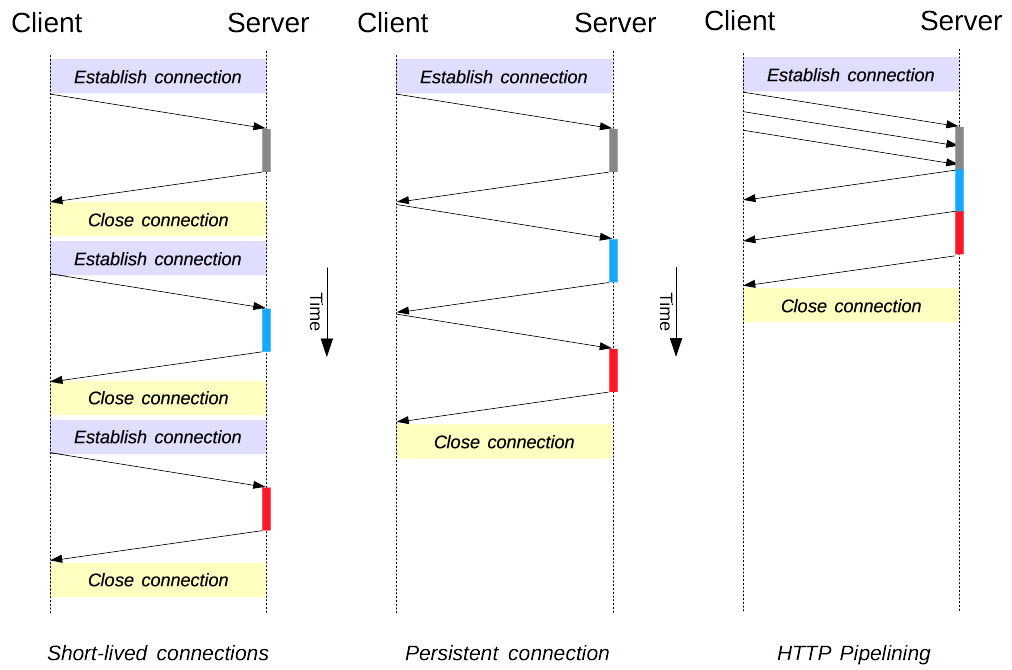 Client Server
Establish connection
Close connection
Establish connection
Close connection
Establish connection
Close connection
Short-lived connections
Time
Client Server
Establish connection
Close connection
Persistent connection
Time
Client Server
Establish connection
Close connection
HTTP Pipelining